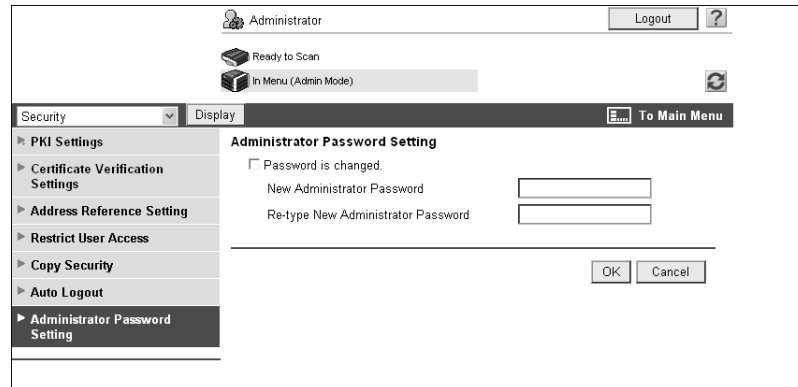 Administrator
Logout
?
Ready to Scan
In Menu (Admin Mode)
Security
Display
To Main Menu
PKI Settings
Certificate Verification
Settings
Address Reference Setting
Restrict User Access
Copy Security
Auto Logout
Administrator Password
Setting
Administrator Password Setting
Password is changed.
New Administrator Password
Re-type New Administrator Password
OK
Cancel